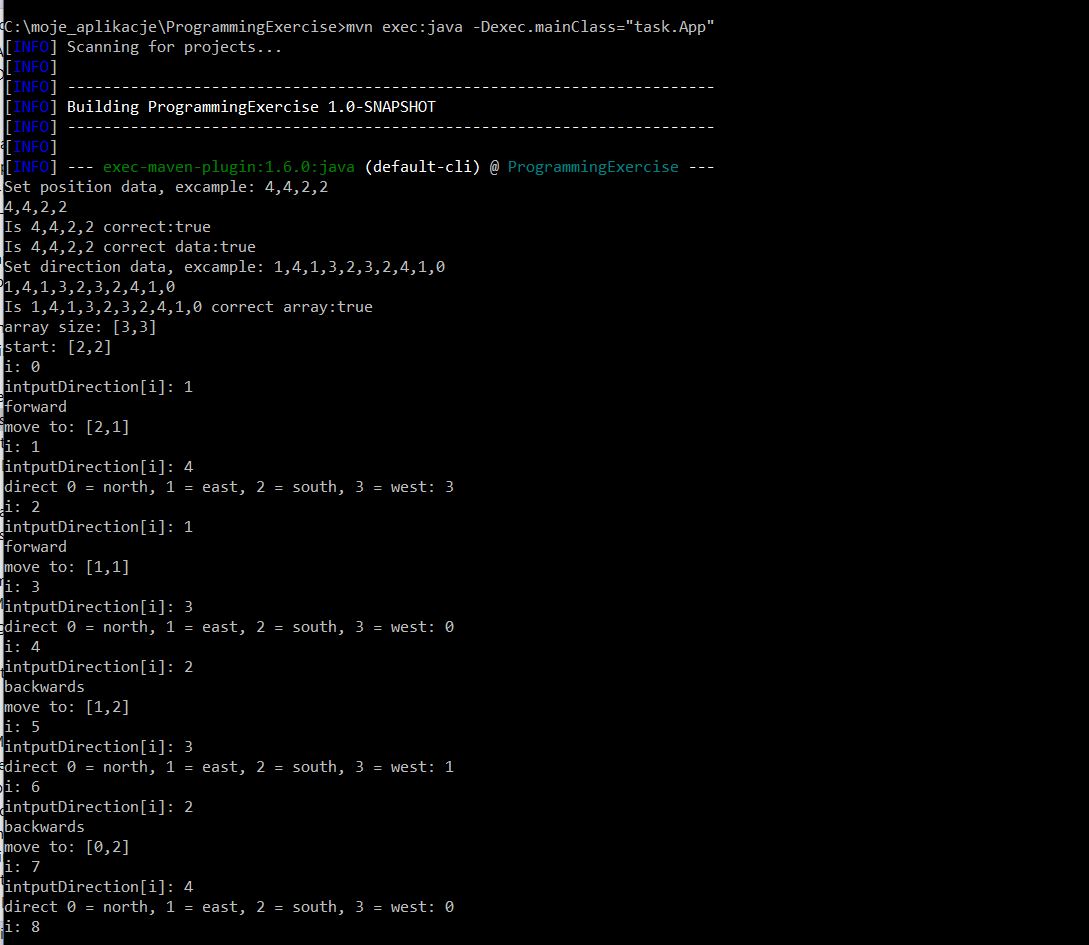 C:\moje_aplikacje\ProgrammingExercise>mvn exec:java -Dexec.mainClass="task.App"
[INFO] Scanning for projects...
[INFO]
[INFO] ------------------------------------------------------------------------
[INFO] Building ProgrammingExercise 1.0-SNAPSHOT
[INFO] ------------------------------------------------------------------------
[INFO]
[INFO] --- exec-maven-plugin:1.6.0:java (default-cli) @ ProgrammingExercise ---
Set position data, excample: 4,4,2,2
4,4,2,2
Is 4,4,2,2 correct:true
Is 4,4,2,2 correct data:true
Set direction data, excample: 1,4,1,3,2,3,2,4,1,0
1,4,1,3,2,3,2,4,1,0
Is 1,4,1,3,2,3,2,4,1,0 correct array:true
array size: [3,3]
start: [2,2]
i: 0
intputDirection[i]: 1
forward
move to: [2,1]
i: 1
intputDirection[i]: 4
direct 0 = north, 1 = east, 2 = south, 3 = west: 3
i: 2
intputDirection[i]: 1
forward
move to: [1,1]
i: 3
intputDirection[i]: 3
direct 0 = north, 1 = east, 2 = south, 3 = west: 0
i: 4
intputDirection[i]: 2
backwards
move to: [1,2]
i: 5
intputDirection[i]: 3
direct 0 = north, 1 = east, 2 = south, 3 = west: 1
i: 6
intputDirection[i]: 2
backwards
move to: [0,2]
i: 7
intputDirection[i]: 4
direct 0 = north, 1 = east, 2 = south, 3 = west: 0
i: 8